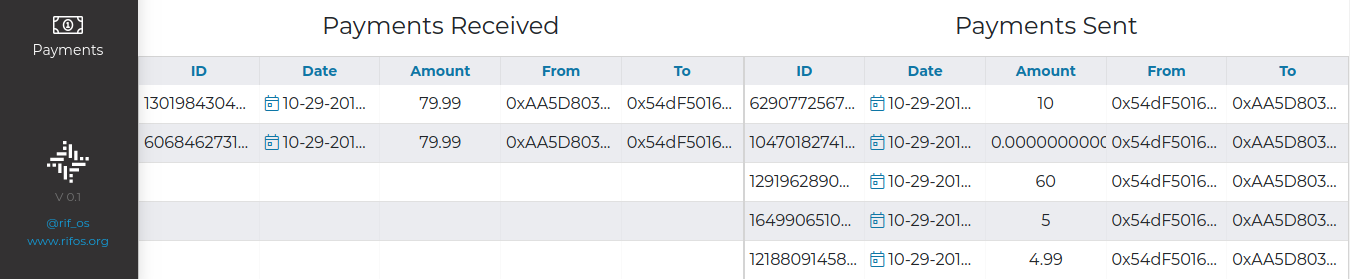 Payments
V 0.1
@rif_os
www.rifos.org
Payments Received
ID Date Amount From To
1301984304... 10-29-201... 79.99 0xAA5D803... 0x54dF5016...
6068462731... 10-29-201... 79.99 0xAA5D803... 0x54dF5016...
Payments Sent
ID Date Amount From To
6290772567... 10-29-201... 10 0x54dF5016... 0xAA5D803...
10470182741... 10-29-201... 0.0000000000 0x54dF5016... 0xAA5D803...
1291962890... 10-29-201... 60 0x54dF5016... 0xAA5D803...
1649906510... 10-29-201... 5 0x54dF5016... 0xAA5D803...
12188091458... 10-29-201... 4.99 0x54dF5016... 0xAA5D803...